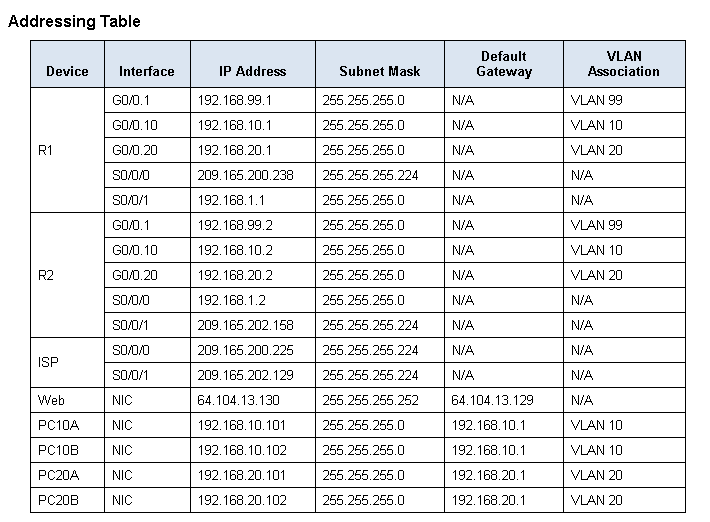 Addressing Table
Device Interface IP Address Subnet Mask Default Gateway VLAN Association
R1 G0/0.1 192.168.99.1 255.255.255.0 N/A VLAN 99
G0/0.10 192.168.10.1 255.255.255.0 N/A VLAN 10
G0/0.20 192.168.20.1 255.255.255.0 N/A VLAN 20
S0/0/0 209.165.200.238 255.255.255.224 N/A N/A
S0/0/1 192.168.1.1 255.255.255.0 N/A N/A
R2 G0/0.1 192.168.99.2 255.255.255.0 N/A VLAN 99
G0/0.10 192.168.10.2 255.255.255.0 N/A VLAN 10
G0/0.20 192.168.20.2 255.255.255.0 N/A VLAN 20
S0/0/0 192.168.1.2 255.255.255.0 N/A N/A
S0/0/1 209.165.202.158 255.255.255.224 N/A N/A
ISP S0/0/0 209.165.200.225 255.255.255.224 N/A N/A
S0/0/1 209.165.202.129 255.255.255.224 N/A N/A
Web NIC 64.104.13.130 255.255.255.252 64.104.13.129 N/A
PC10A NIC 192.168.10.101 255.255.255.0 192.168.10.1 VLAN 10
PC10B NIC 192.168.10.102 255.255.255.0 192.168.10.1 VLAN 10
PC20A NIC 192.168.20.101 255.255.255.0 192.168.20.1 VLAN 20
PC20B NIC 192.168.20.102 255.255.255.0 192.168.20.1 VLAN 20